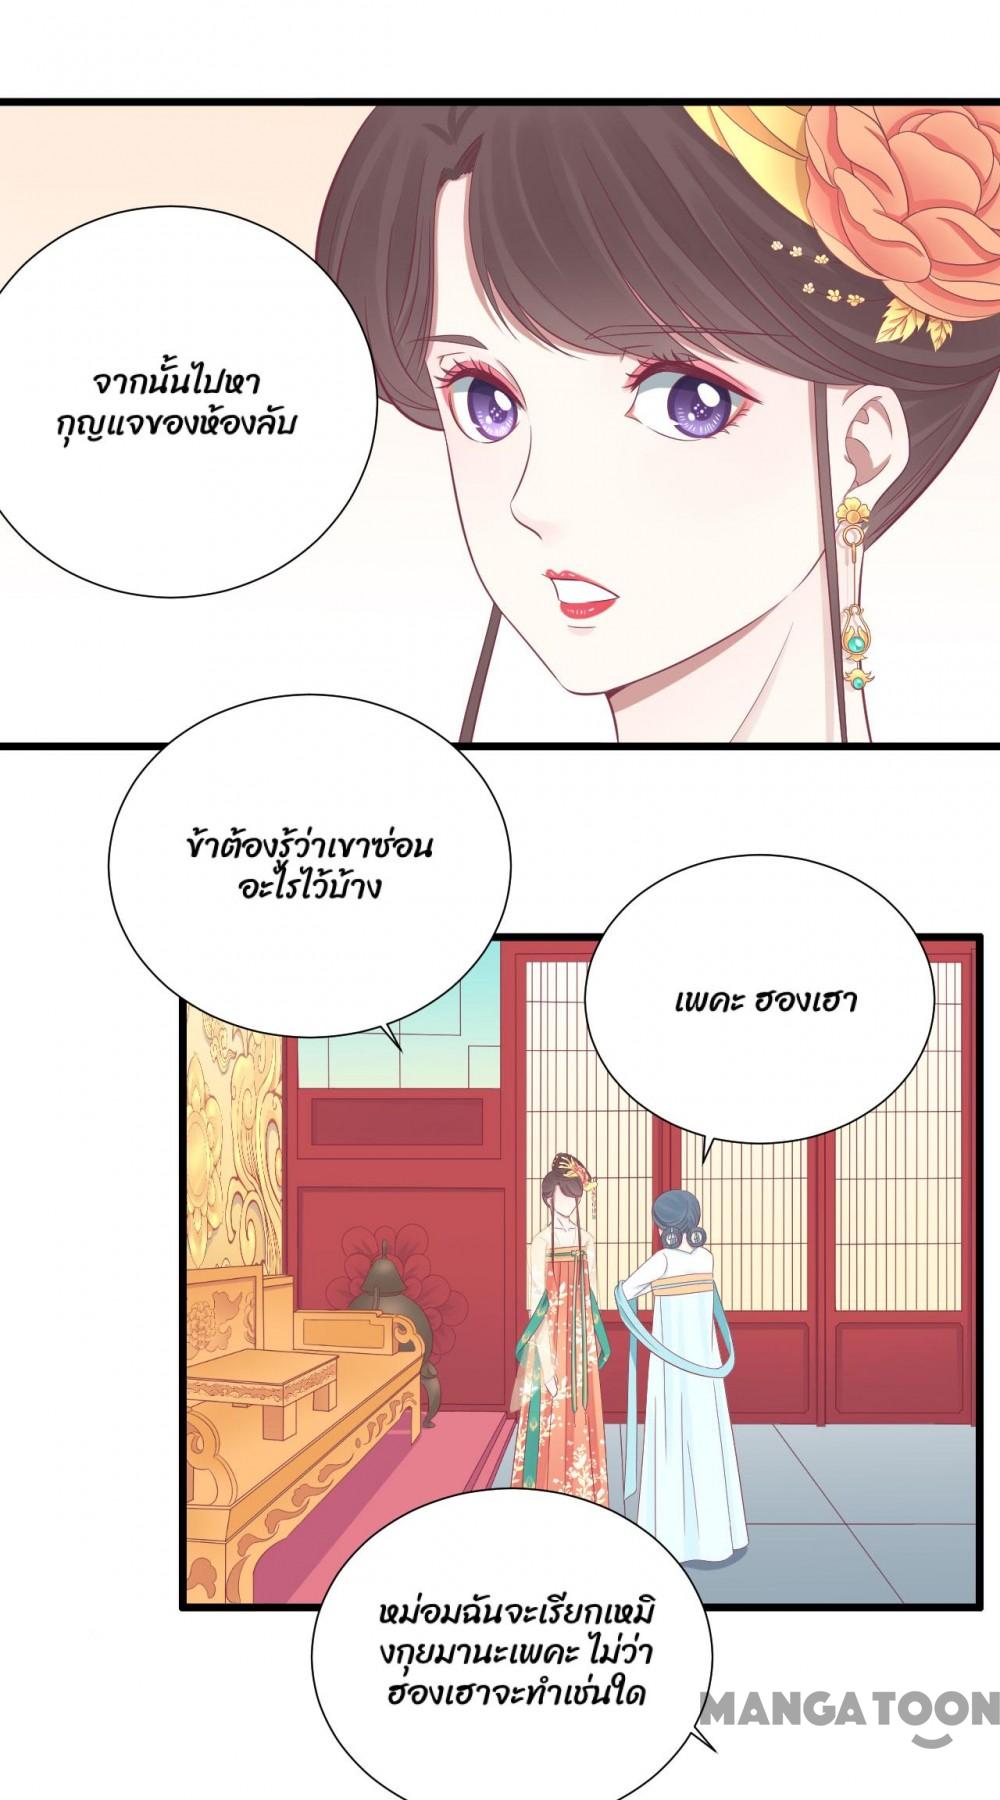 จากนั้นไปหา
กุญแจของห้องลับ
ข้าต้องรู้ว่าเขาซ่อน
อะไรไว้บ้าง
เพคะ ฮองเฮา
หม่อมฉันจะเรียกเหมิ
งกุยมานะเพคะ ไม่ว่า
ฮองเฮาจะทำเช่นใด
MANGATOON